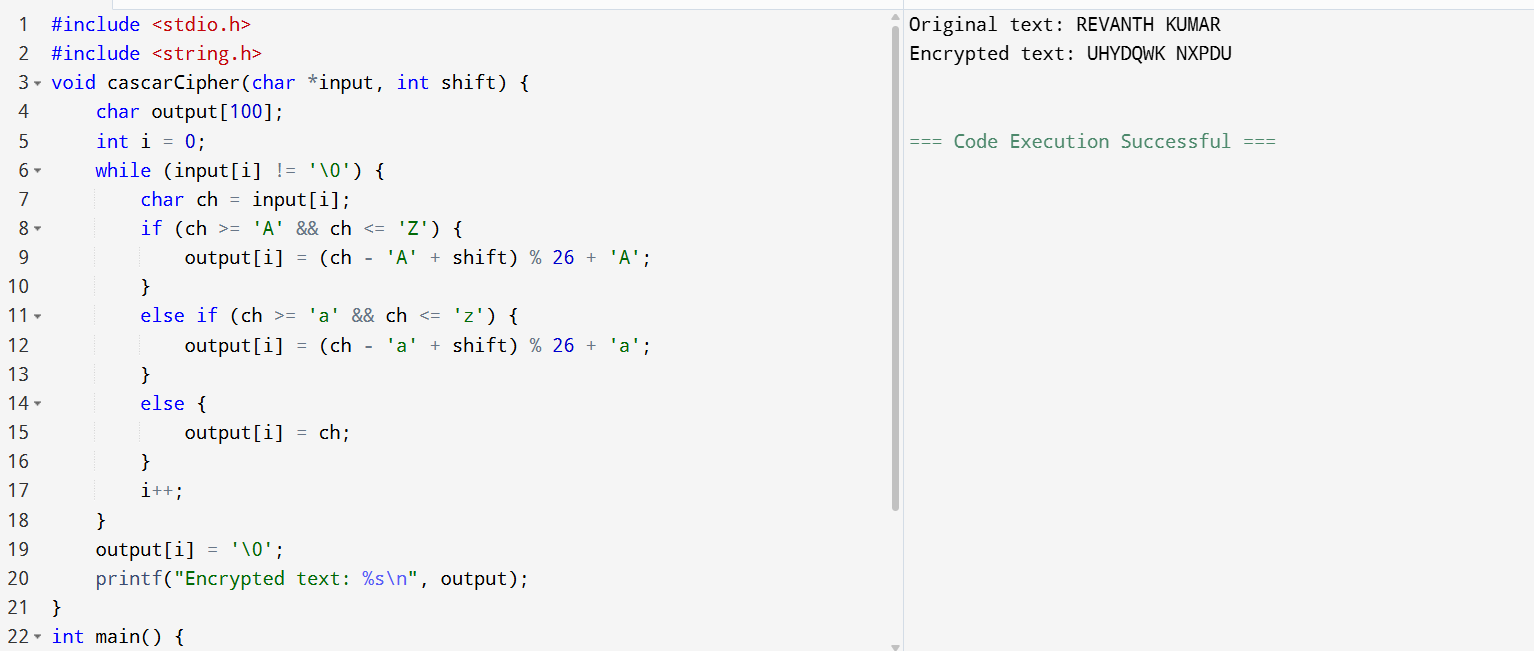 1 #include <stdio.h>
2 #include <string.h>
3 void cascarCipher(char *input, int shift) {
4     char output[100];
5     int i = 0;
6     while (input[i] != '\0') {
7         char ch = input[i];
8         if (ch >= 'A' && ch <= 'Z') {
9             output[i] = (ch - 'A' + shift) % 26 + 'A';
10         }
11         else if (ch >= 'a' && ch <= 'z') {
12             output[i] = (ch - 'a' + shift) % 26 + 'a';
13         }
14         else {
15             output[i] = ch;
16         }
17         i++;
18     }
19     output[i] = '\0';
20     printf("Encrypted text: %s\n", output);
21 }
22 int main() {
Original text: REVANTH KUMAR
Encrypted text: UHYDQWK NXPDU
=== Code Execution Successful ===